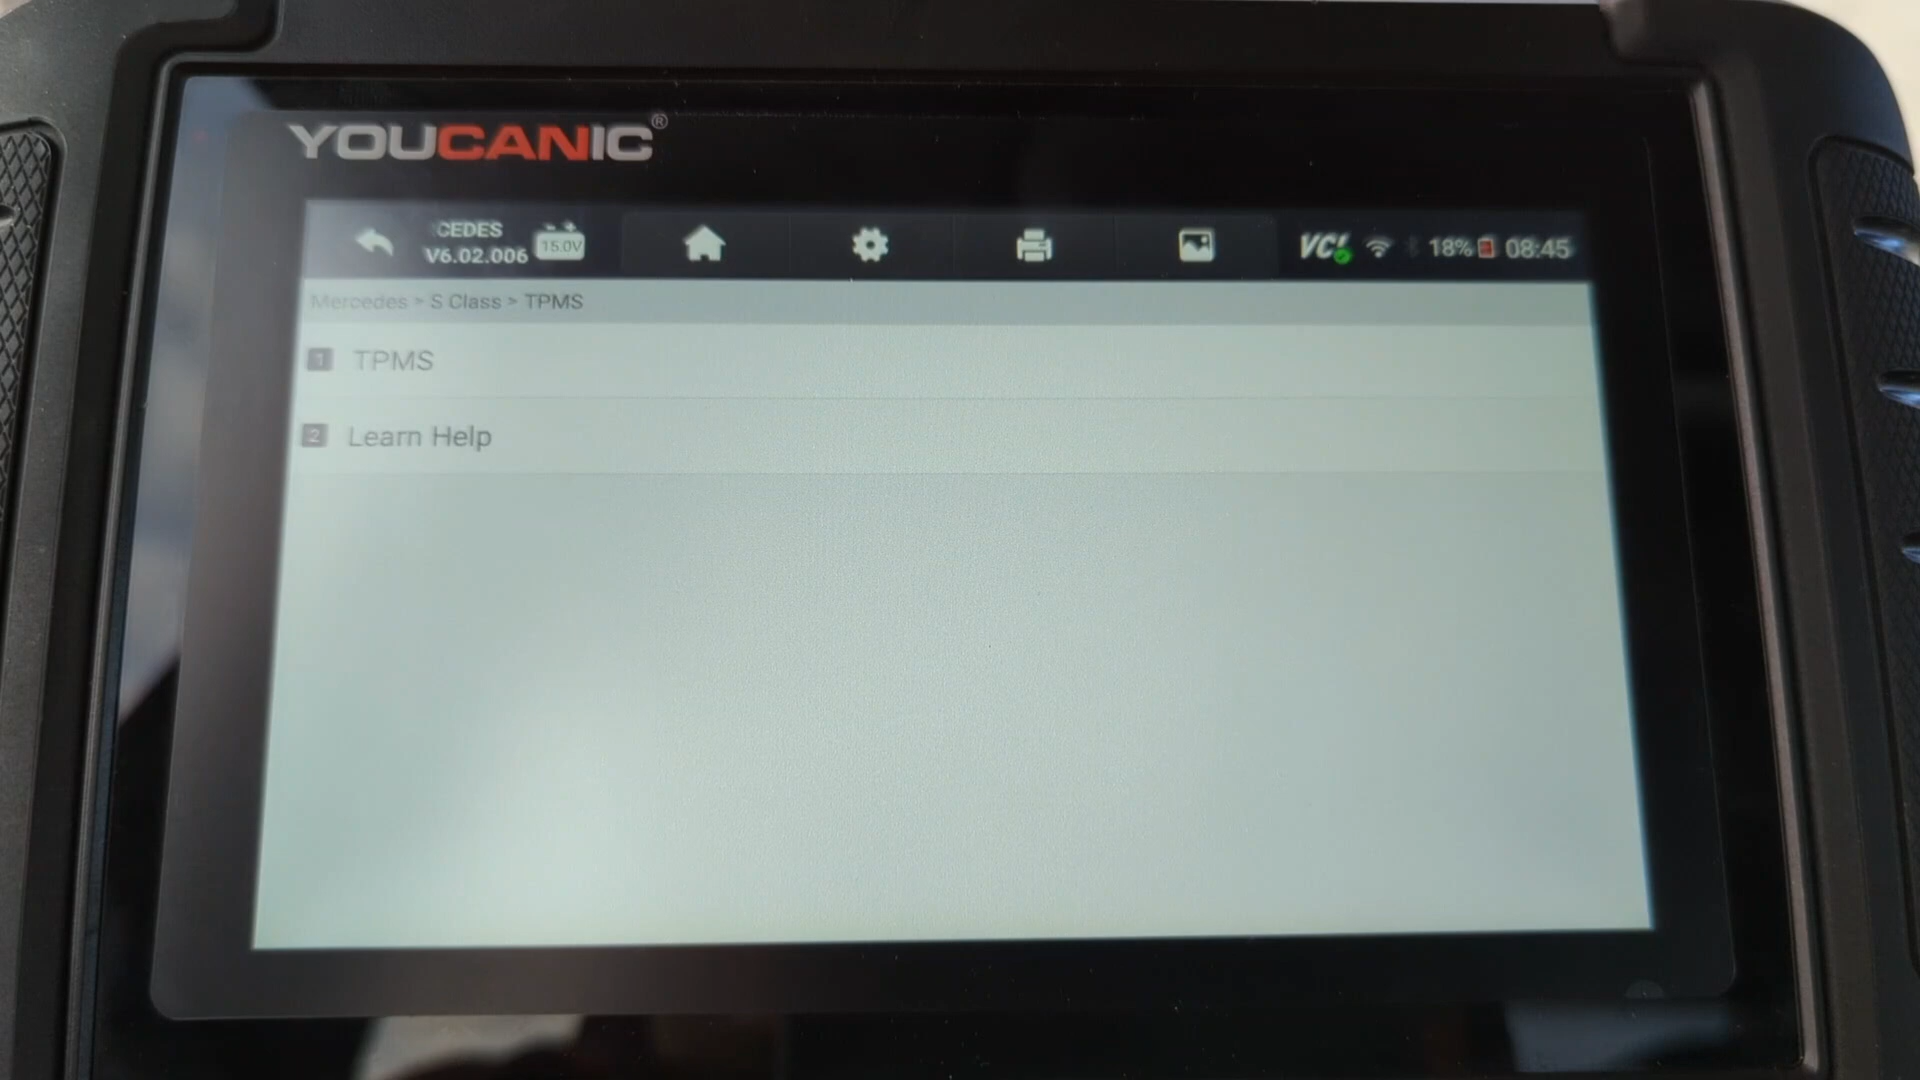 YOUCANIC®
CEDES
V6.02.006
15.0V
VCI
18%
08:45
Mercedes > S Class > TPMS
1 TPMS
2 Learn Help